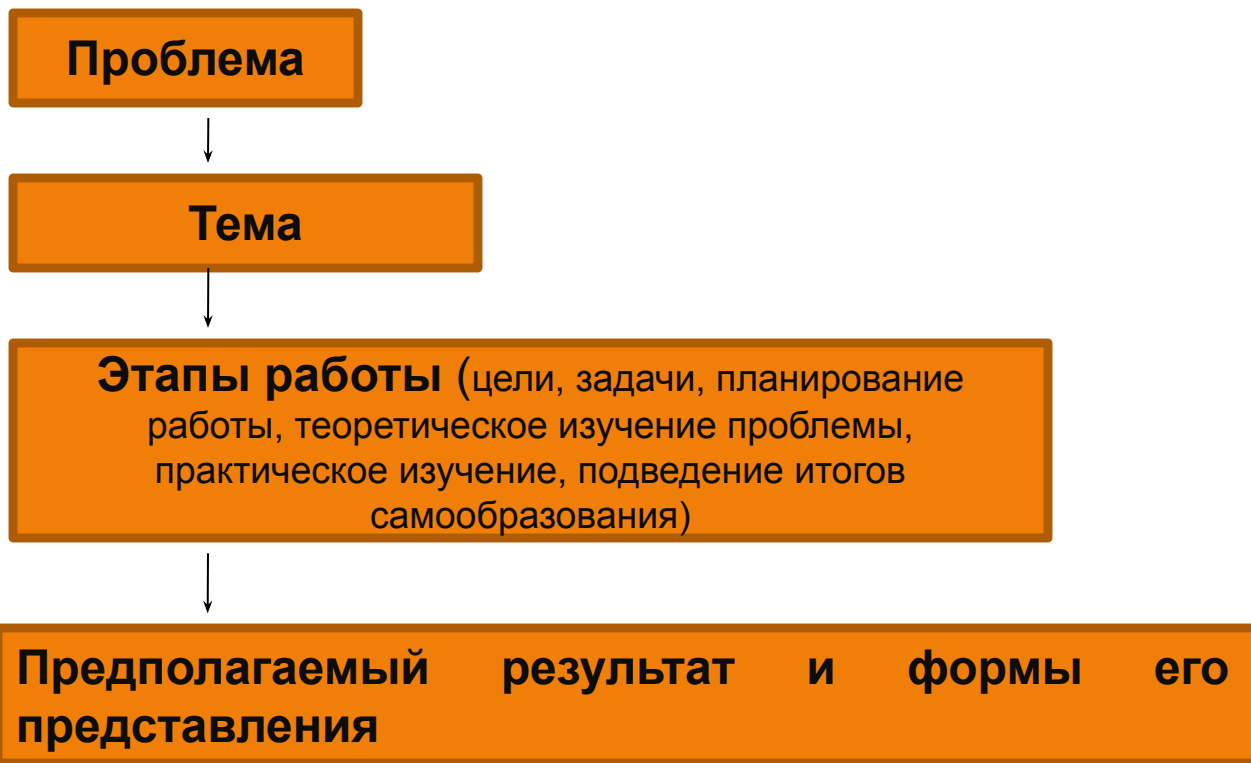 Проблема
Тема
Этапы работы (цели, задачи, планирование
работы, теоретическое изучение проблемы,
практическое изучение, подведение итогов
самообразования)
Предполагаемый результат и формы его
представления